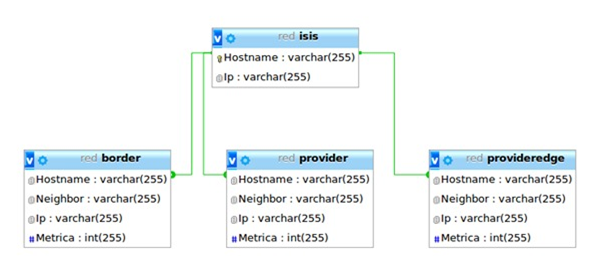 v red isis
Hostname : varchar(255)
Ip : varchar(255)
v red border
Hostname : varchar(255)
Neighbor : varchar(255)
Ip : varchar(255)
# Metrica : int(255)
v red provider
Hostname : varchar(255)
Neighbor : varchar(255)
Ip : varchar(255)
# Metrica : int(255)
v red provideredge
Hostname : varchar(255)
Neighbor : varchar(255)
Ip : varchar(255)
# Metrica : int(255)